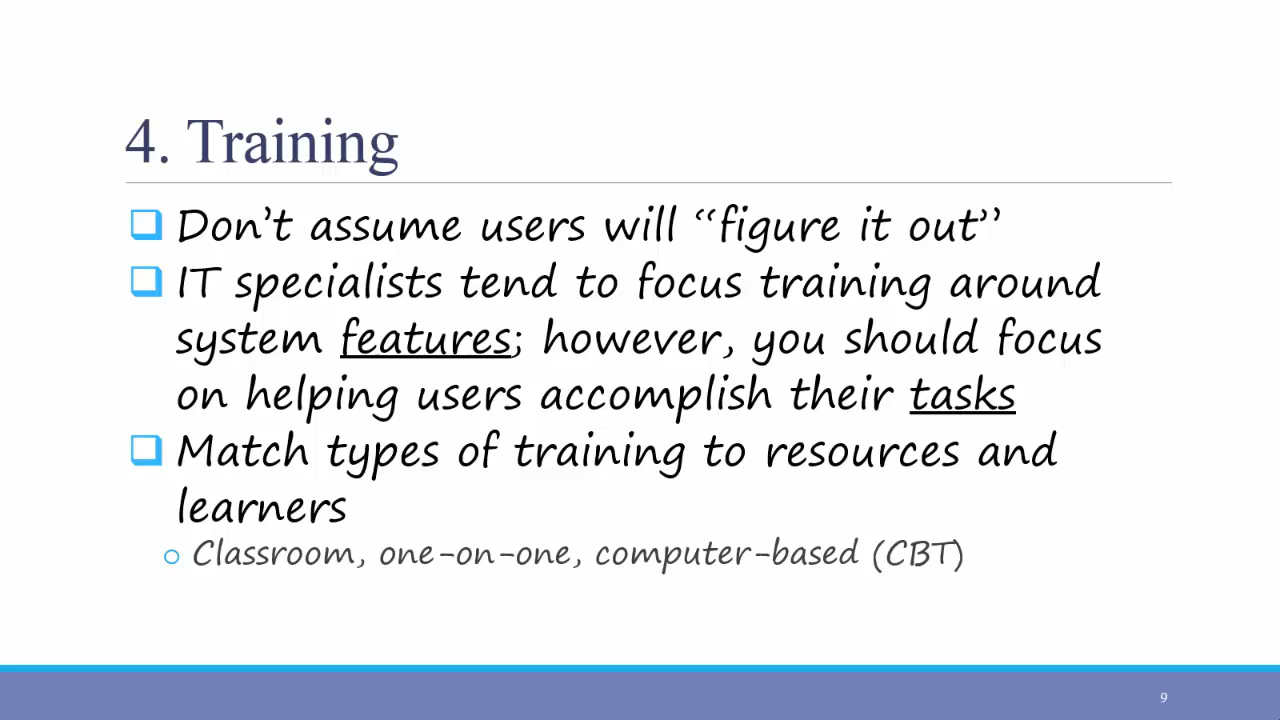 4. Training
Don’t assume users will “figure it out”
IT specialists tend to focus training around
system features; however, you should focus
on helping users accomplish their tasks
Match types of training to resources and
learners
Classroom, one-on-one, computer-based (CBT)
9